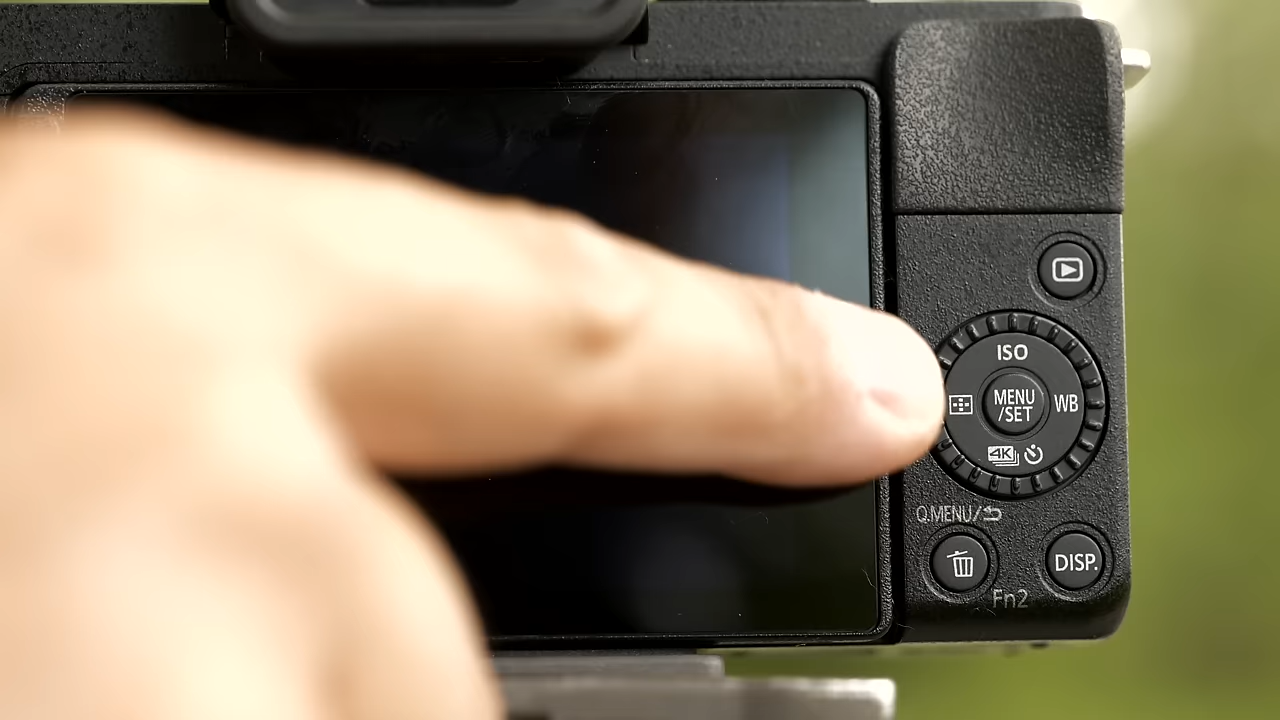 ISO
MENU
/SET
WB
4K
Q.MENU/
DISP.
Fn2